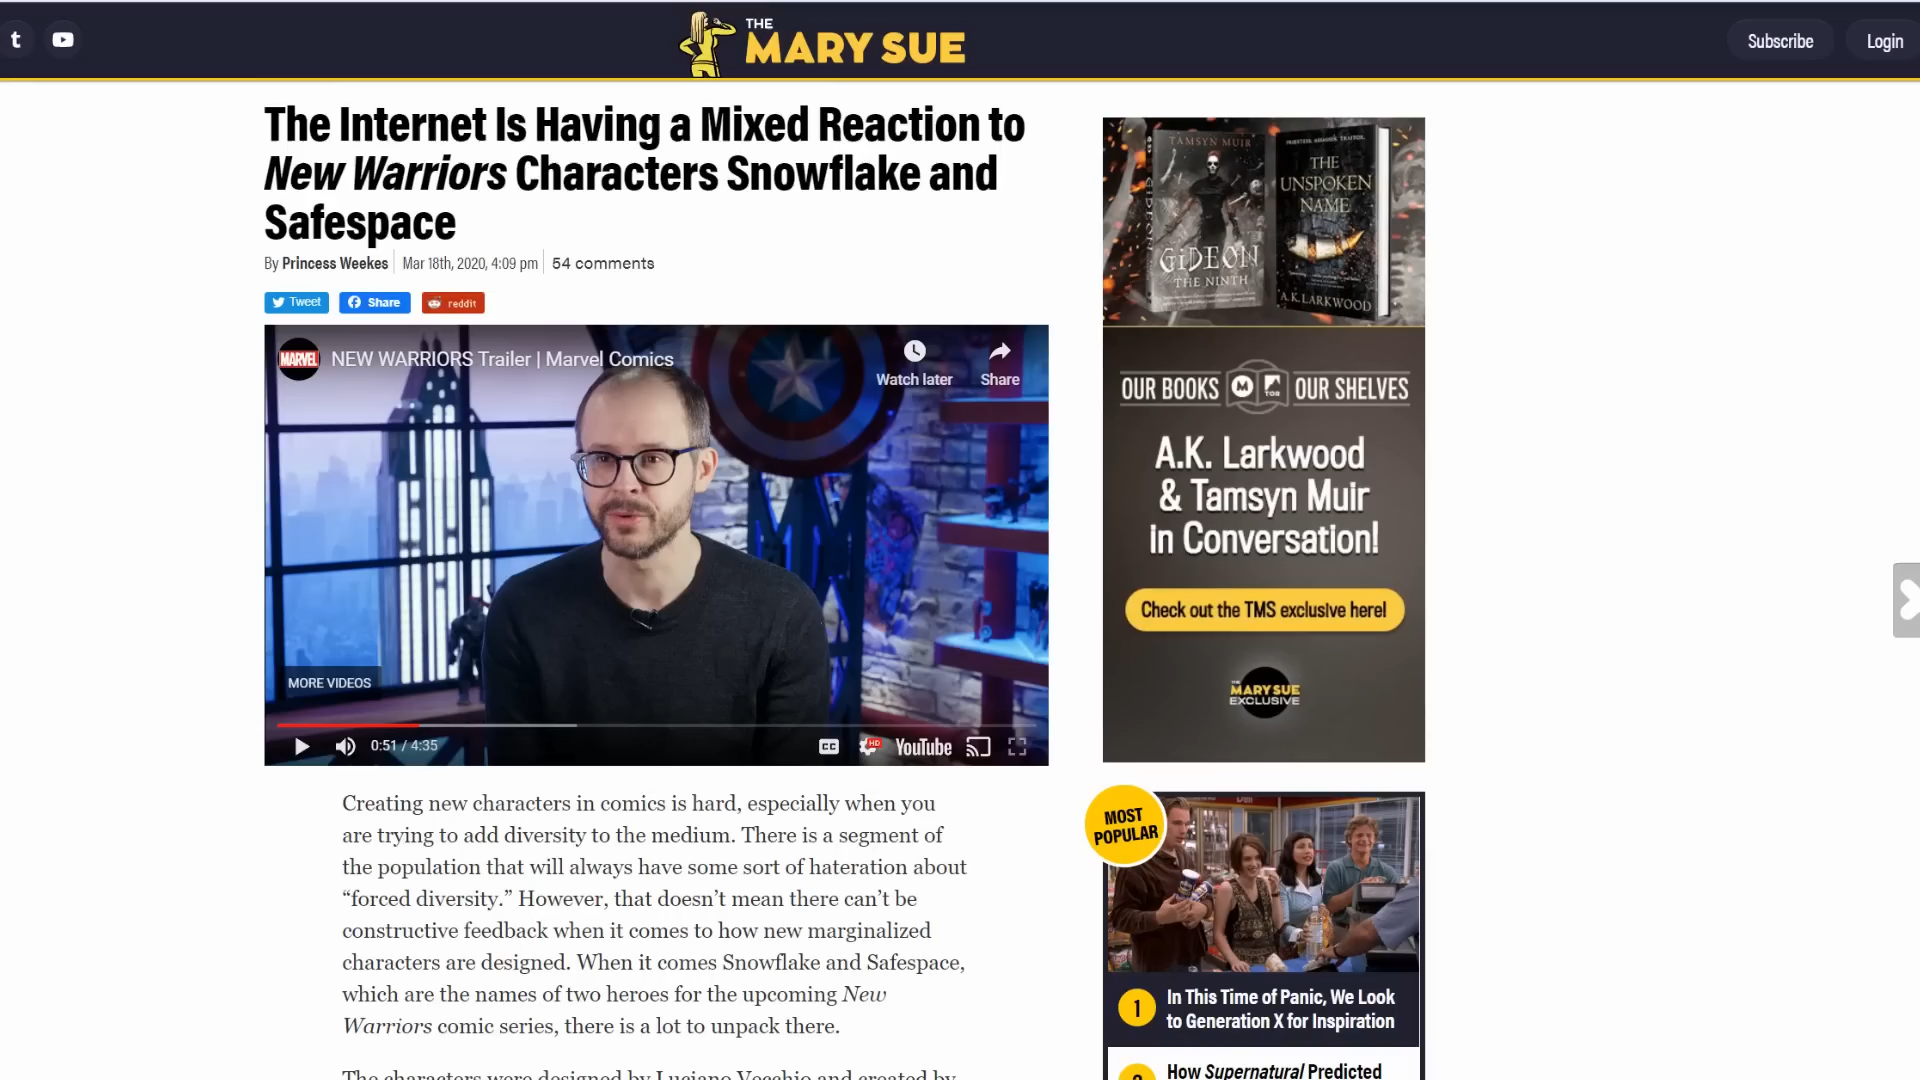 t
THE
MARY SUE
Subscribe
Login
The Internet Is Having a Mixed Reaction to
New Warriors Characters Snowflake and
Safespace
By Princess Weekes
Mar 18th, 2020, 4:09 pm
54 comments
Tweet
Share
reddit
MARVEL
NEW WARRIORS Trailer | Marvel Comics
Watch later
Share
MORE VIDEOS
0:51 / 4:35
CC
HD
YouTube
Creating new characters in comics is hard, especially when you
are trying to add diversity to the medium. There is a segment of
the population that will always have some sort of hateration about
“forced diversity.” However, that doesn’t mean there can’t be
constructive feedback when it comes to how new marginalized
characters are designed. When it comes Snowflake and Safespace,
which are the names of two heroes for the upcoming New
Warriors comic series, there is a lot to unpack there.
The characters were designed by Luciano Vecchio and created by
TAMSYN MUIR
GIDEON
THE NINTH
THE
UNSPOKEN
NAME
A.K. LARKWOOD
OUR BOOKS
M
TOR
OUR SHELVES
A.K. Larkwood
& Tamsyn Muir
in Conversation!
Check out the TMS exclusive here!
THE
MARY SUE
EXCLUSIVE
MOST
POPULAR
1
In This Time of Panic, We Look
to Generation X for Inspiration
2
How Supernatural Predicted